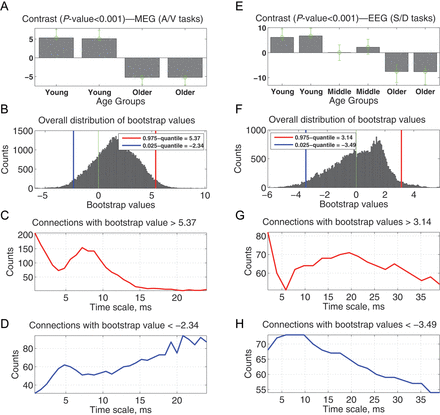 A
Contrast (P-value<0.001)—MEG (A/V tasks)
5
0
−5
Young Young Older Older
Age Groups
B
Overall distribution of bootstrap values
1500
1000
500
0
0.975-quantile = 5.37
0.025-quantile = −2.34
−5 0 5 10
Bootstrap values
Counts
C
Connections with bootstrap value > 5.37
200
150
100
50
0
5 10 15 20
Time scale, ms
Counts
D
Connections with bootstrap value < −2.34
80
60
40
5 10 15 20
Time scale, ms
Counts
E
Contrast (P-value<0.001)—EEG (S/D tasks)
10
0
−10
Young Young Middle Middle Older Older
Age Groups
F
Overall distribution of bootstrap values
1000
500
0
0.975-quantile = 3.14
0.025-quantile = −3.49
−6 −4 −2 0 2 4 6
Bootstrap values
Counts
G
Connections with bootstrap values > 3.14
80
70
60
5 10 15 20 25 30 35
Time scale, ms
Counts
H
Connections with bootstrap values < −3.49
70
65
60
55
5 10 15 20 25 30 35
Time scale, ms
Counts